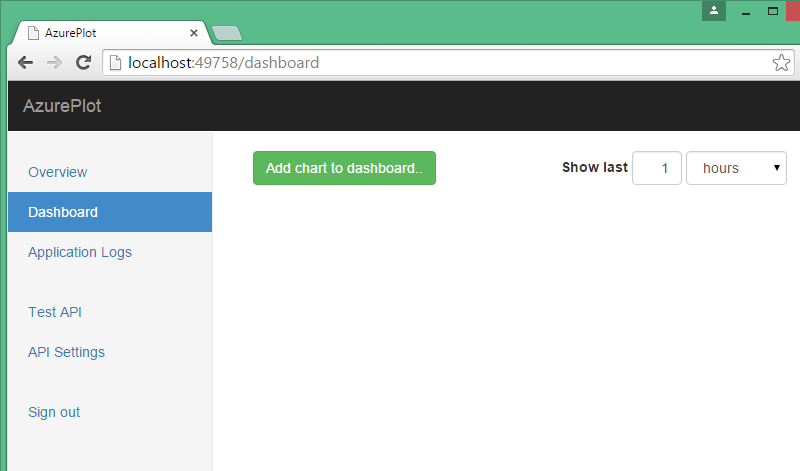 AzurePlot
localhost:49758/dashboard
AzurePlot
Overview
Dashboard
Application Logs
Test API
API Settings
Sign out
Add chart to dashboard..
Show last 1 hours